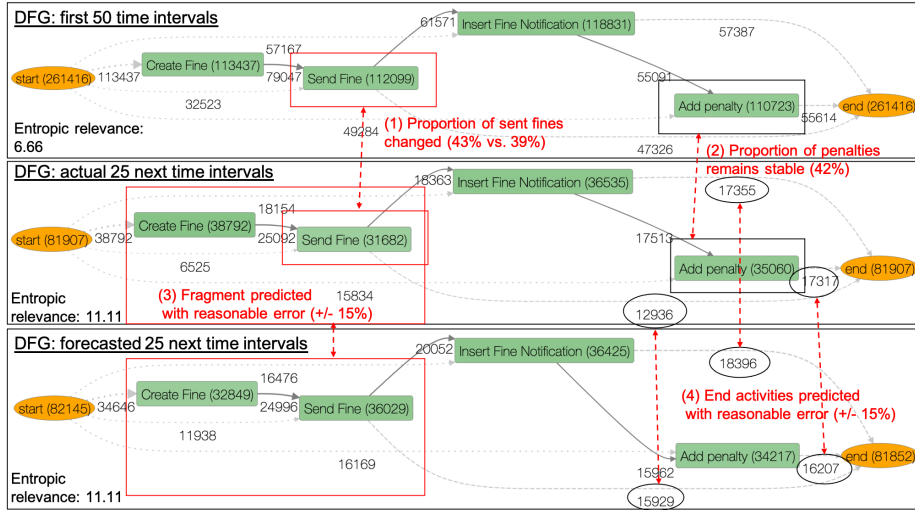 DFG: first 50 time intervals
61571
Insert Fine Notification (118831)
57387
57167
Create Fine (113437)
start (261416)
113437
79047
Send Fine (112099)
55091
Add penalty (110723)
end (261416)
32523
55614
49284
(1) Proportion of sent fines
changed (43% vs. 39%)
47326
Entropic relevance:
6.66
(2) Proportion of penalties
remains stable (42%)
DFG: actual 25 next time intervals
18363
Insert Fine Notification (36535)
17355
18154
Create Fine (38792)
start (81907)
38792
25092
Send Fine (31682)
17513
Add penalty (35060)
end (81907)
6525
17317
(3) Fragment predicted
with reasonable error (+/- 15%)
15834
12936
Entropic
relevance: 11.11
DFG: forecasted 25 next time intervals
20052
Insert Fine Notification (36425)
18396
16476
Create Fine (32849)
start (82145)
34646
24996
Send Fine (36029)
(4) End activities predicted
with reasonable error (+/- 15%)
11938
Add penalty (34217)
end (81852)
16169
15962
16207
15929
Entropic
relevance: 11.11